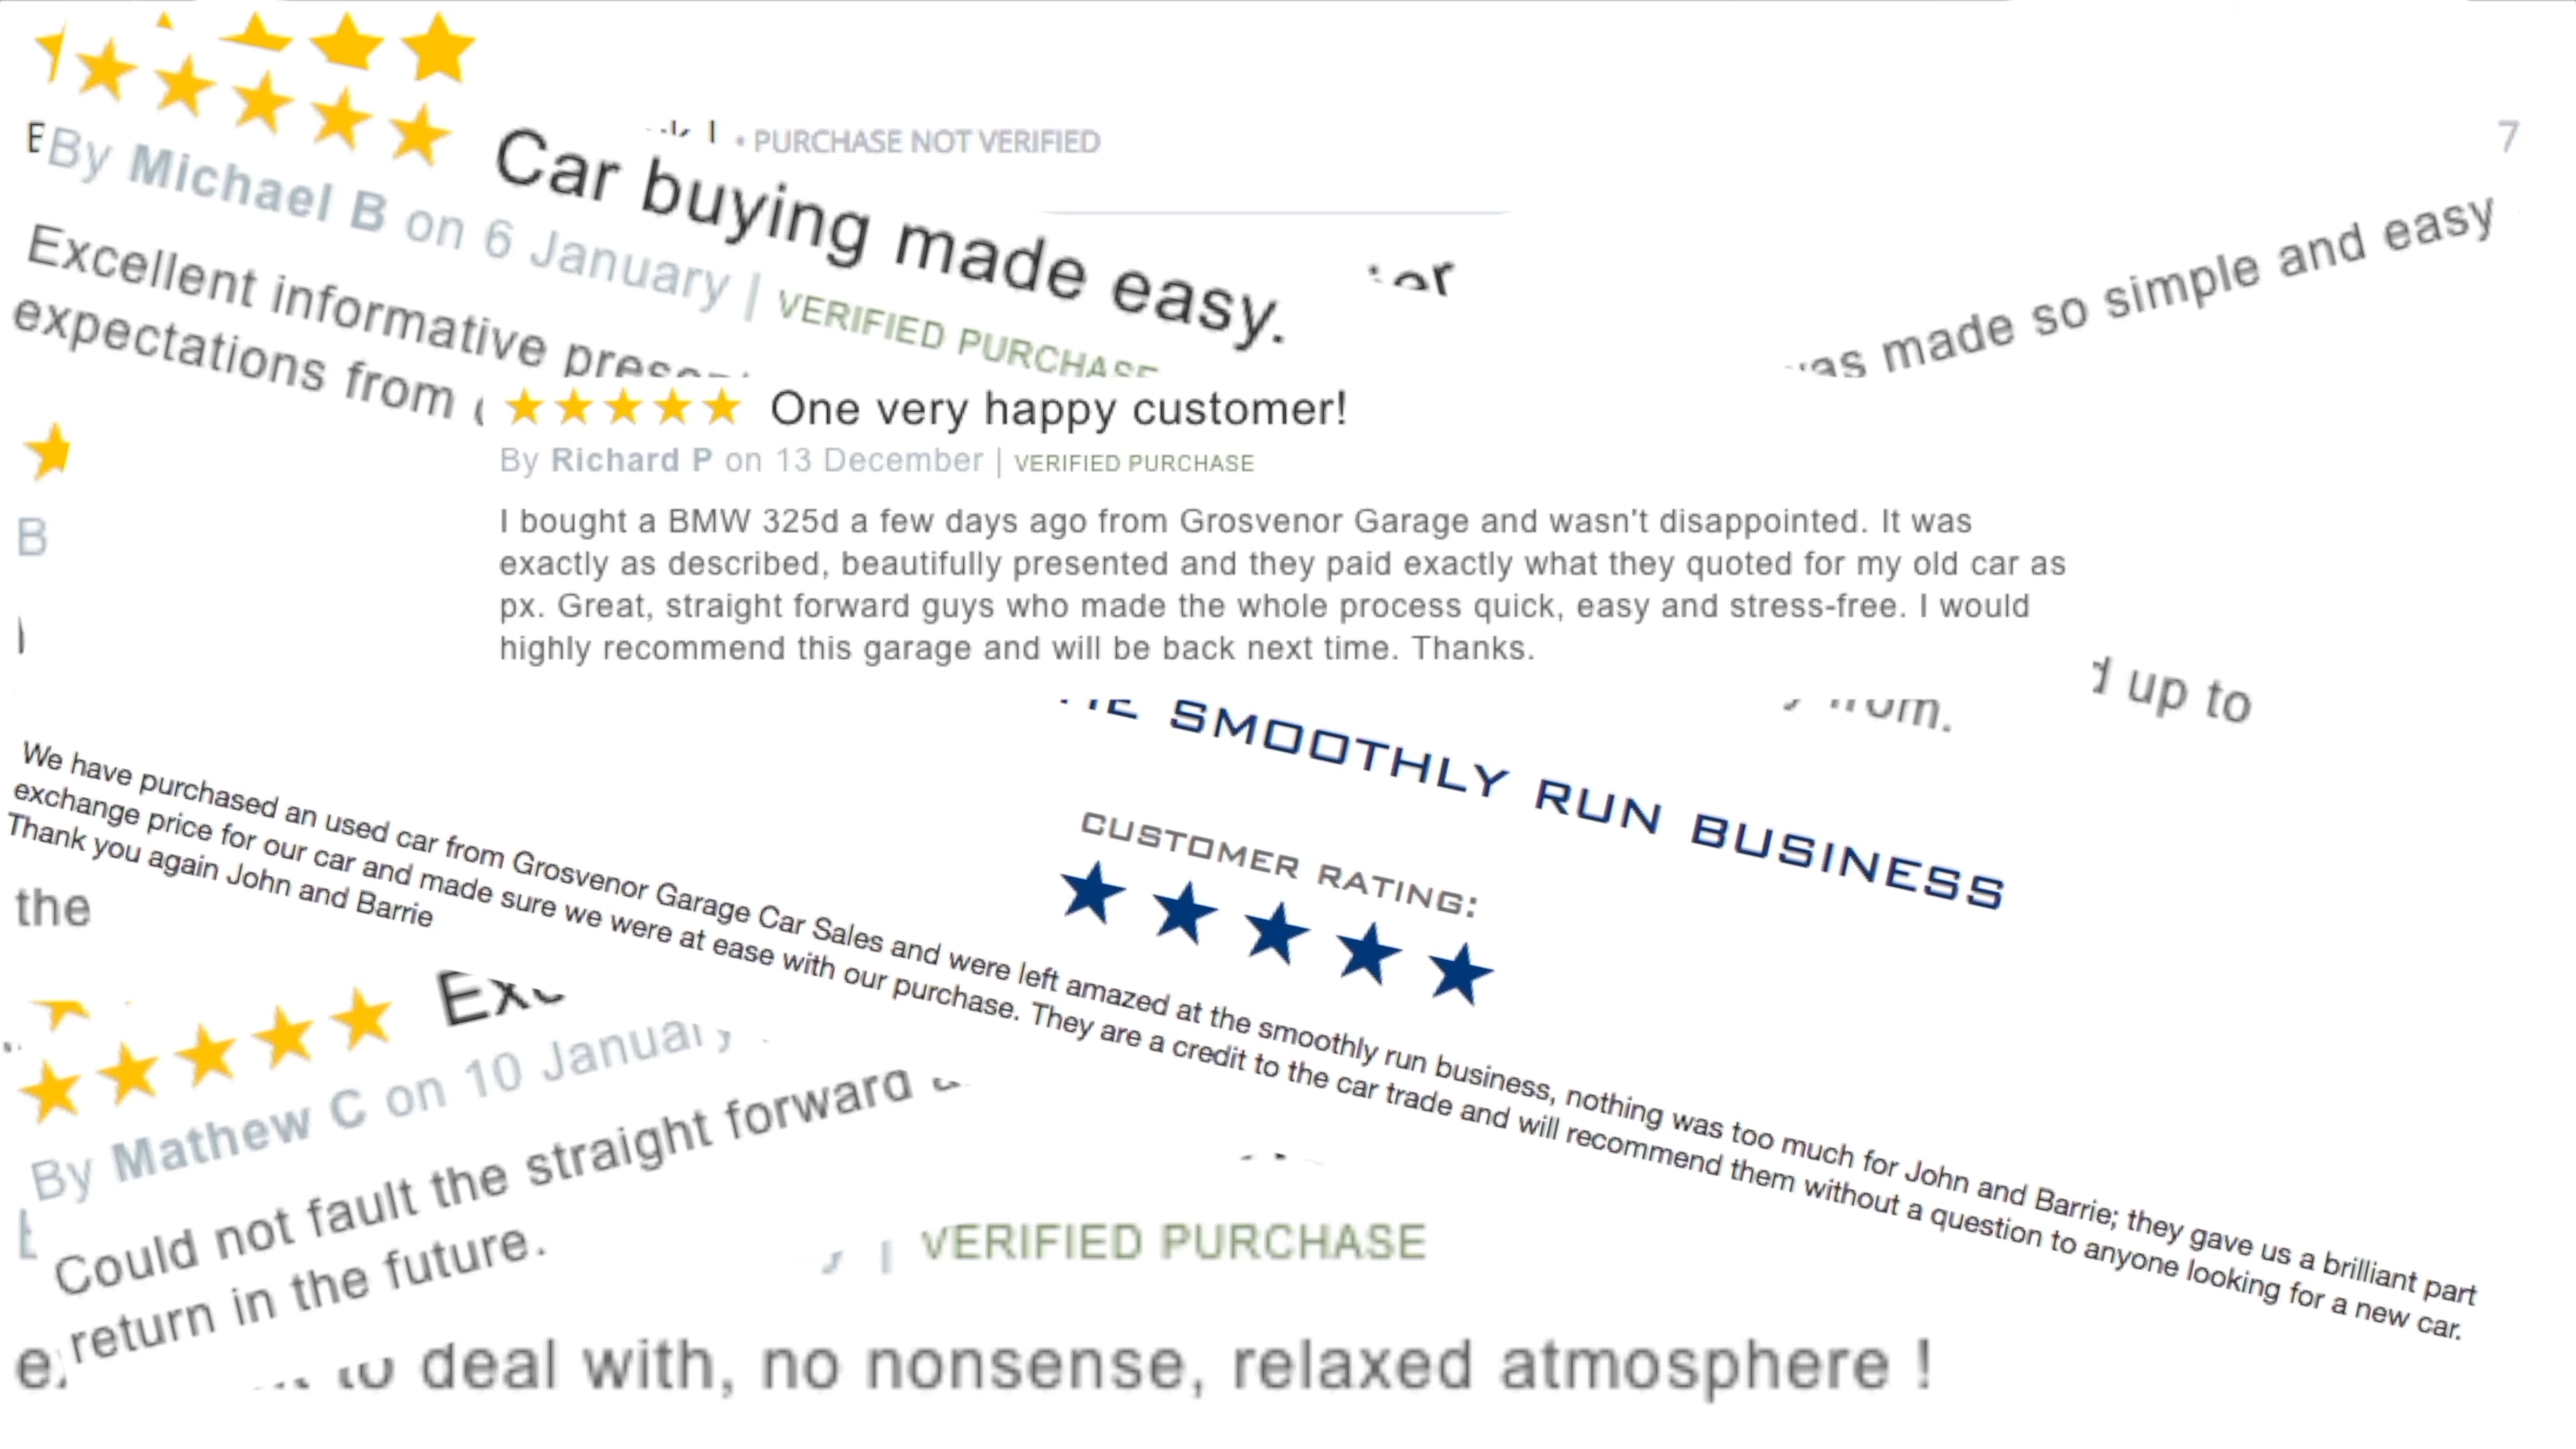 PURCHASE NOT VERIFIED
7
Car buying made easy.
By Michael B on 6 January | VERIFIED PURCHASE
Excellent informative
expectations from
made so simple and easy
One very happy customer!
By Richard P on 13 December | VERIFIED PURCHASE
I bought a BMW 325d a few days ago from Grosvenor Garage and wasn't disappointed. It was
exactly as described, beautifully presented and they paid exactly what they quoted for my old car as
px. Great, straight forward guys who made the whole process quick, easy and stress-free. I would
highly recommend this garage and will be back next time. Thanks.
up to
SMOOTHLY RUN BUSINESS
CUSTOMER RATING:
We have purchased an used car from Grosvenor Garage Car Sales and were left amazed at the smoothly run business, nothing was too much for John and Barrie; they gave us a brilliant part
exchange price for our car and made sure we were at ease with our purchase. They are a credit to the car trade and will recommend them without a question to anyone looking for a new car.
Thank you again John and Barrie
the
By Mathew C on 10 January
Could not fault the straight forward
return in the future.
VERIFIED PURCHASE
to deal with, no nonsense, relaxed atmosphere !